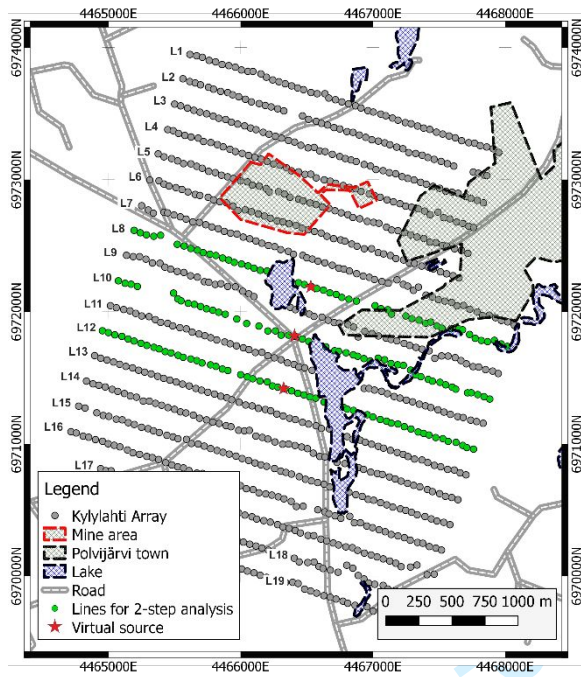 4465000E 4466000E 4467000E 4468000E
6974000N 6974000N
L1
L2
L3
L4
L5
6973000N 6973000N
L6
L7
L8
L9
L10
6972000N 6972000N
L11
L12
L13
L14
L15
L16
6971000N 6971000N
L17
Legend
Kylylahti Array
Mine area
Polvijärvi town
Lake
Road
Lines for 2-step analysis
Virtual source
L18
L19
6970000N 6970000N
0 250 500 750 1000 m
4465000E 4466000E 4467000E 4468000E